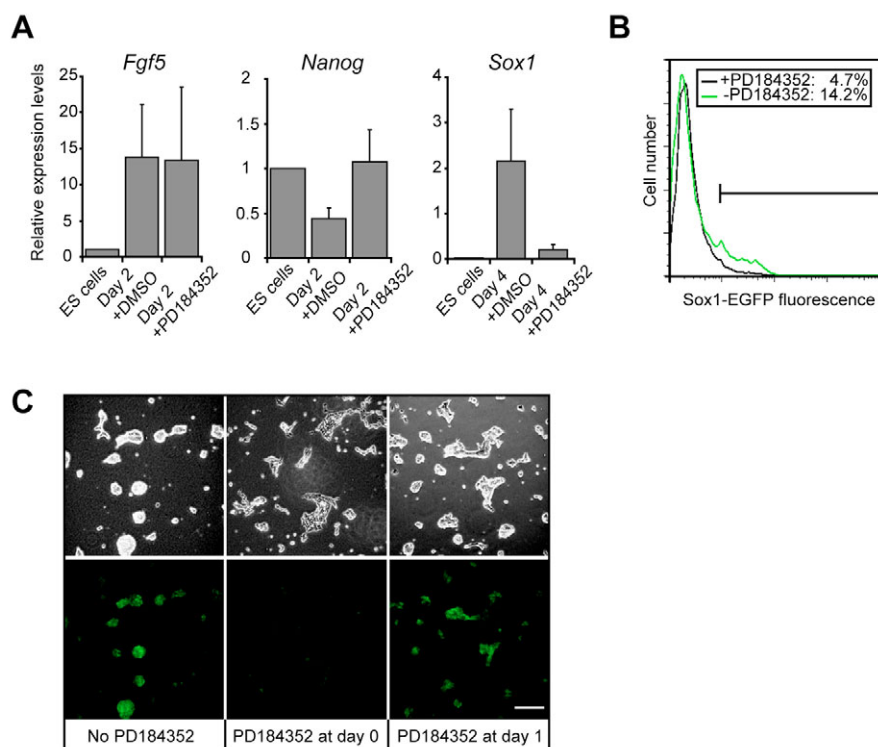 A
Fgf5
Nanog
Sox1
Relative expression levels
25
20
15
10
5
0
2
1.5
1
0.5
0
4
3
2
1
0
ES cells
Day 2
+DMSO
Day 2
+PD184352
ES cells
Day 2
+DMSO
Day 2
+PD184352
ES cells
Day 4
+DMSO
Day 4
+PD184352
B
+PD184352: 4.7%
-PD184352: 14.2%
Cell number
Sox1-EGFP fluorescence
C
No PD184352
PD184352 at day 0
PD184352 at day 1